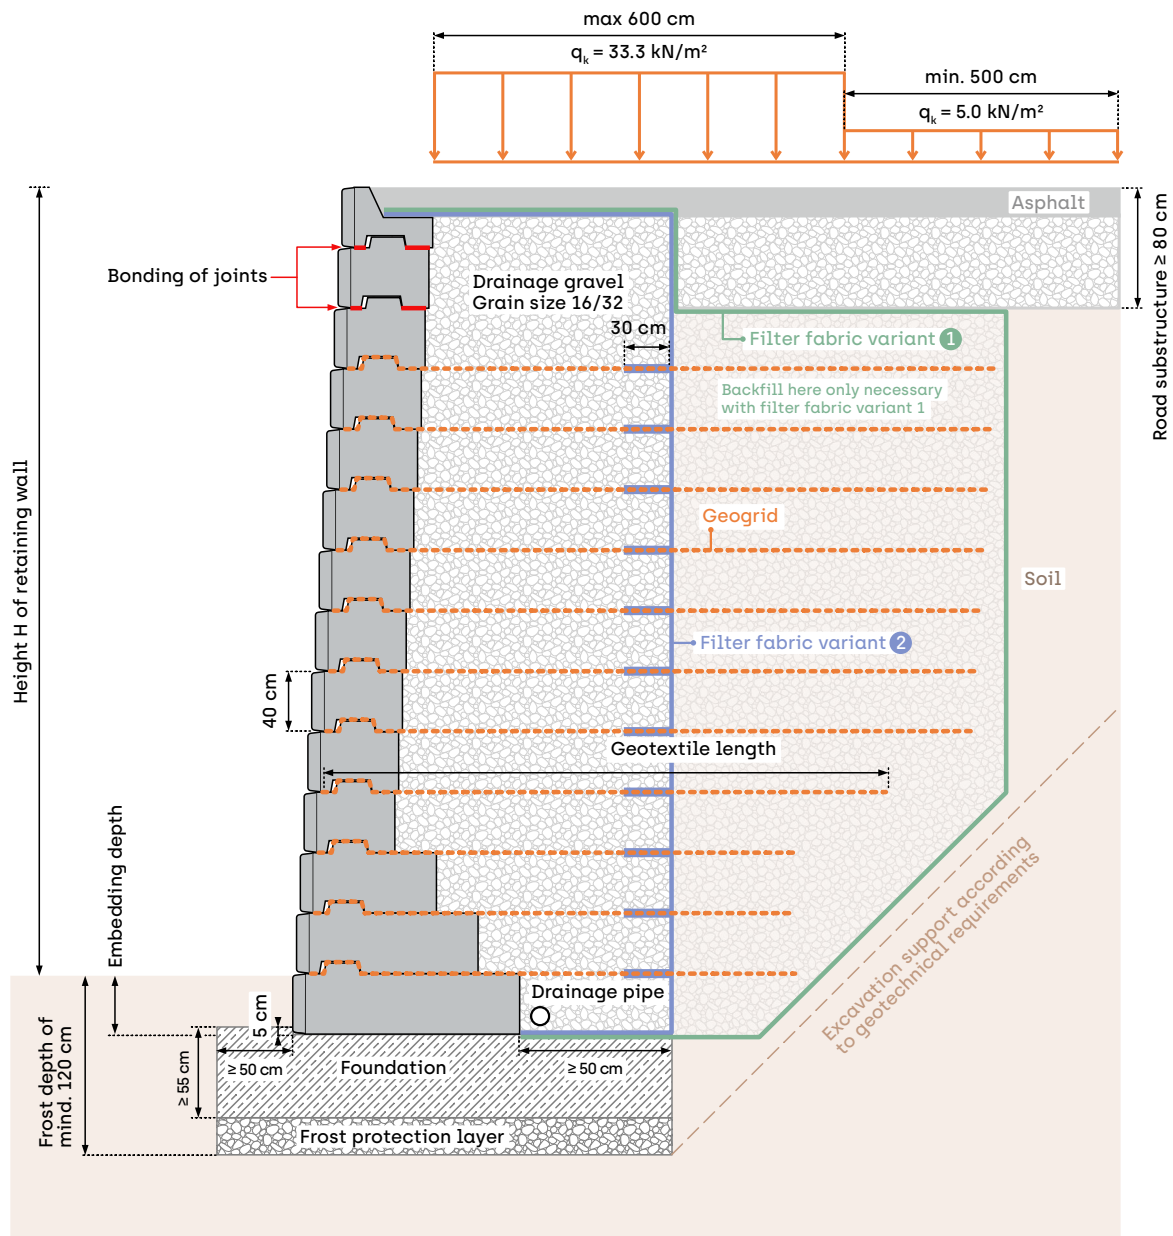 max 600 cm
qk = 33.3 kN/m²
min. 500 cm
qk = 5.0 kN/m²
Asphalt
Road substructure ≥ 80 cm
Bonding of joints
Drainage gravel
Grain size 16/32
30 cm
Filter fabric variant 1
Backfill here only necessary
with filter fabric variant 1
Height H of retaining wall
Geogrid
Soil
Filter fabric variant 2
40 cm
Geotextile length
Embedding depth
Excavation support according
to geotechnical requirements
Drainage pipe
5 cm
≥ 50 cm
Foundation
≥ 50 cm
≥ 55 cm
Frost depth of
mind. 120 cm
Frost protection layer